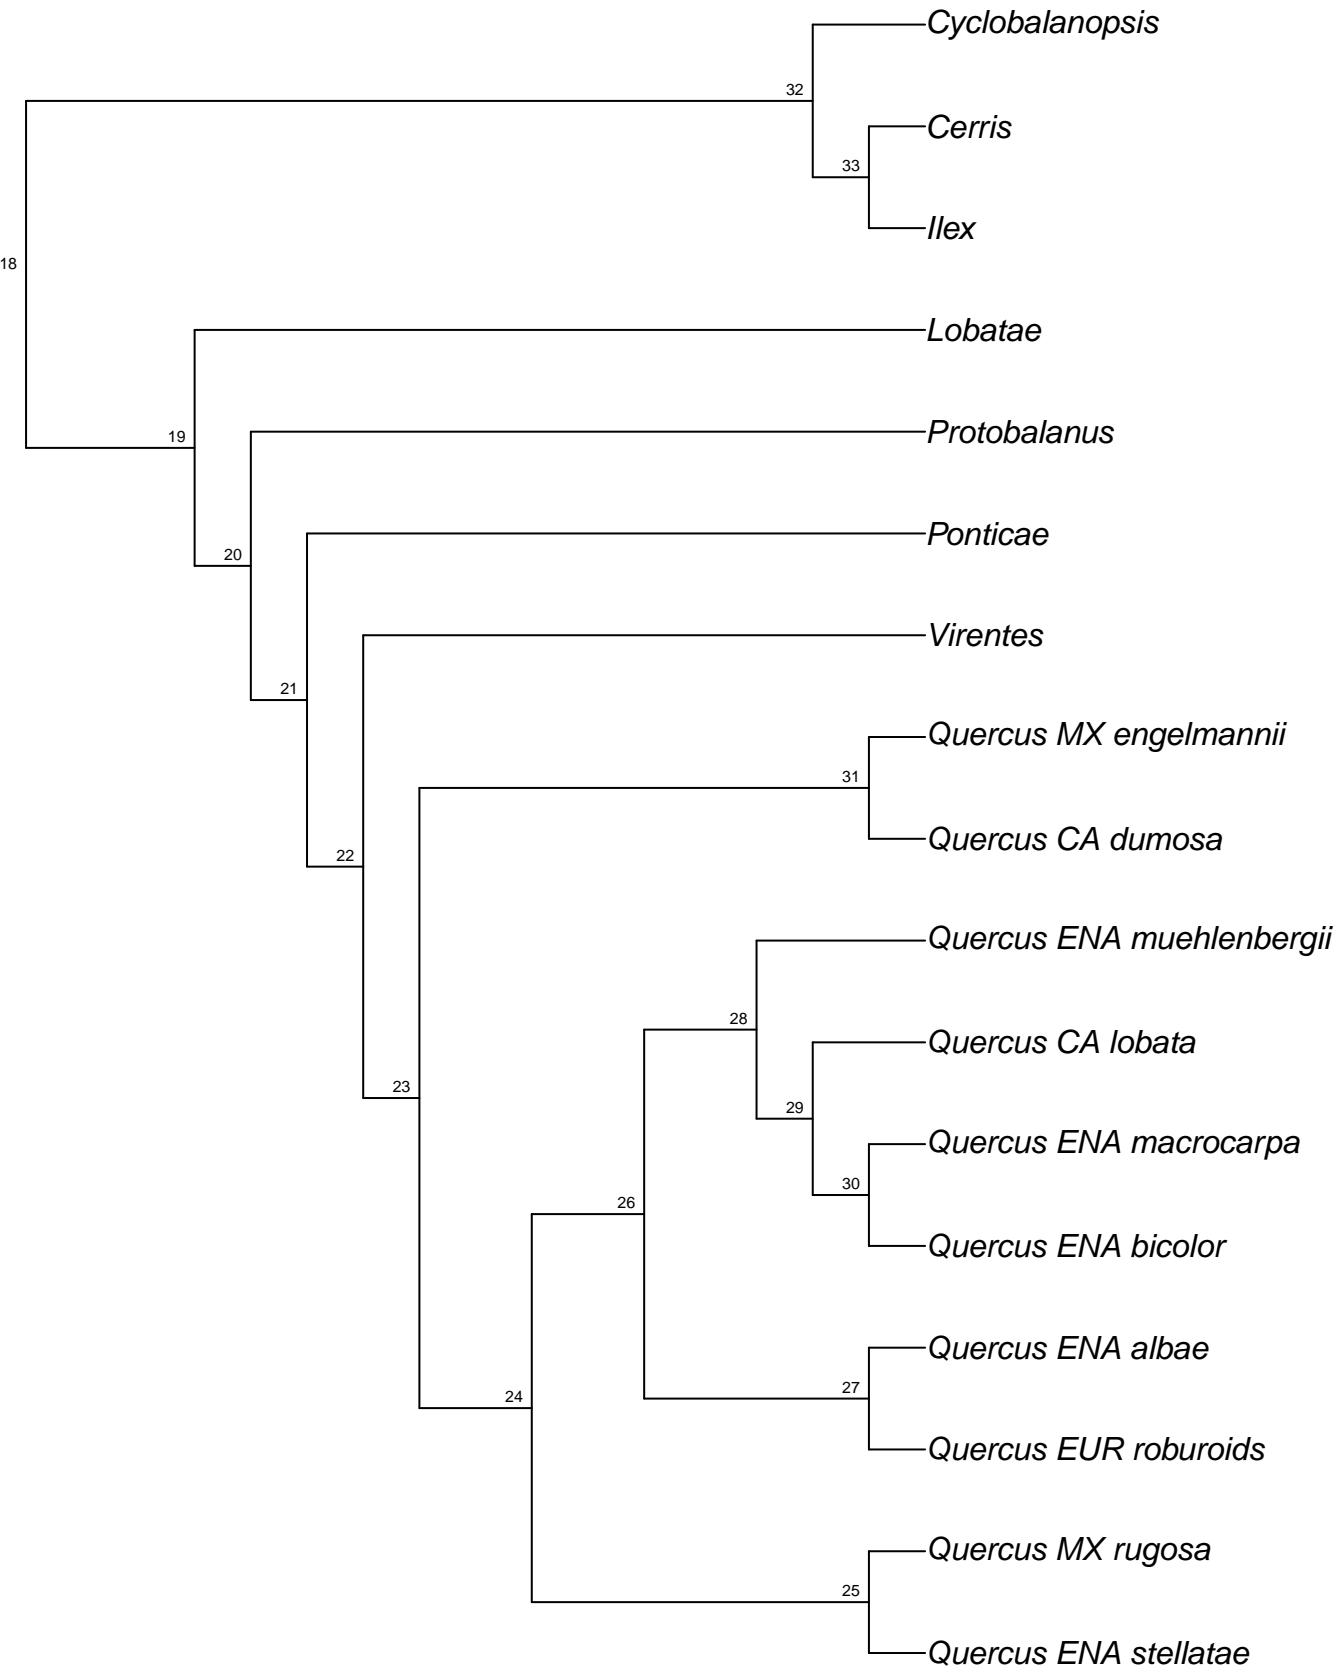 Cyclobalanopsis
32
Cerris
33
Ilex
18
Lobatae
Protobalanus
19
Ponticae
20
Virentes
21
Quercus MX engelmannii
31
Quercus CA dumosa
22
Quercus ENA muehlenbergii
28
Quercus CA lobata
23
29
Quercus ENA macrocarpa
30
26
Quercus ENA bicolor
Quercus ENA albae
27
24
Quercus EUR roburoids
Quercus MX rugosa
25
Quercus ENA stellatae